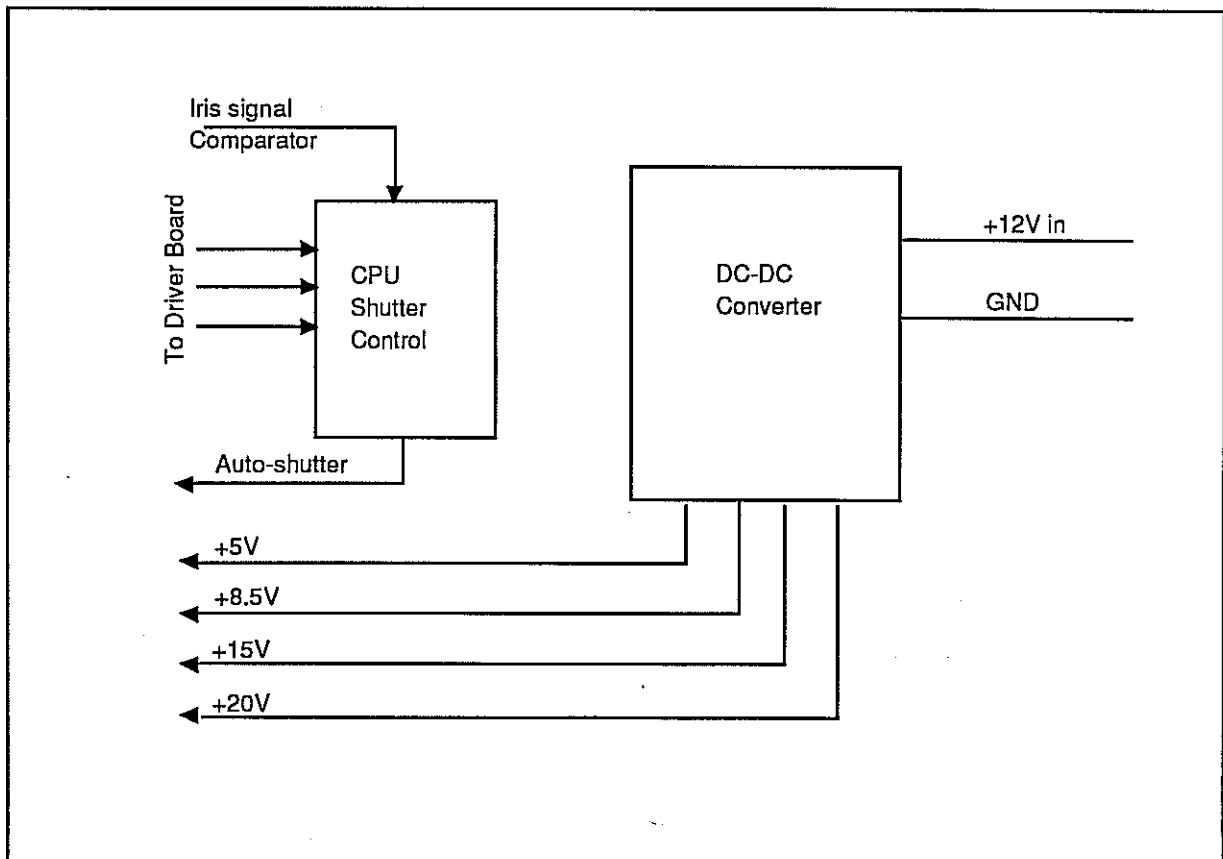 Iris signal
Comparator
To Driver Board
CPU
Shutter
Control
Auto-shutter
DC-DC
Converter
+12V in
GND
+5V
+8.5V
+15V
+20V